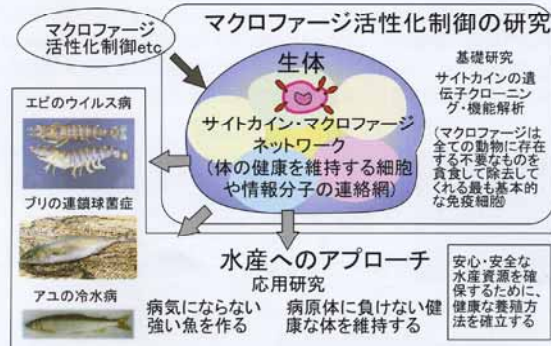 マクロファージ活性化制御の研究
マクロファージ
活性化制御etc
生体
サイトカイン・マクロファージ
ネットワーク
(体の健康を維持する細胞
や情報分子の連絡網)
基礎研究
サイトカインの遺
伝子クローニン
グ・機能解析
(マクロファージは
全ての動物に存在
する不要なものを
貪食して除去して
くれる最も基本的
な免疫細胞)
エビのウイルス病
ブリの連鎖球菌症
アユの冷水病
水産へのアプローチ
応用研究
病気にならない
強い魚を作る
病原体に負けない健
康な体を維持する
安心・安全な
水産資源を確
保するために、
健康な養殖方
法を確立する